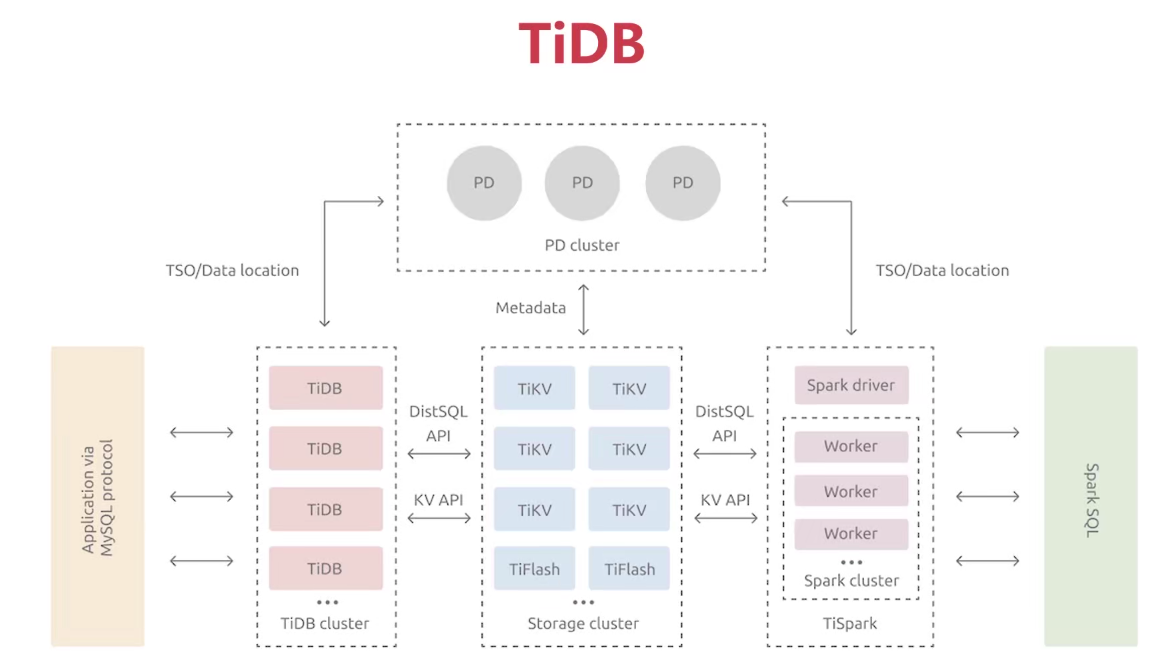 TiDB
PD PD PD
PD cluster
TSO/Data location
TSO/Data location
Metadata
Application via
MySQL protocol
TiDB
TiDB
TiDB
TiDB
•••
TiDB cluster
DistSQL
API
KV API
TiKV TiKV
TiKV TiKV
TiKV TiKV
TiFlash TiFlash
•••
Storage cluster
DistSQL
API
KV API
Spark driver
Worker
Worker
Worker
•••
Spark cluster
TiSpark
Spark SQL